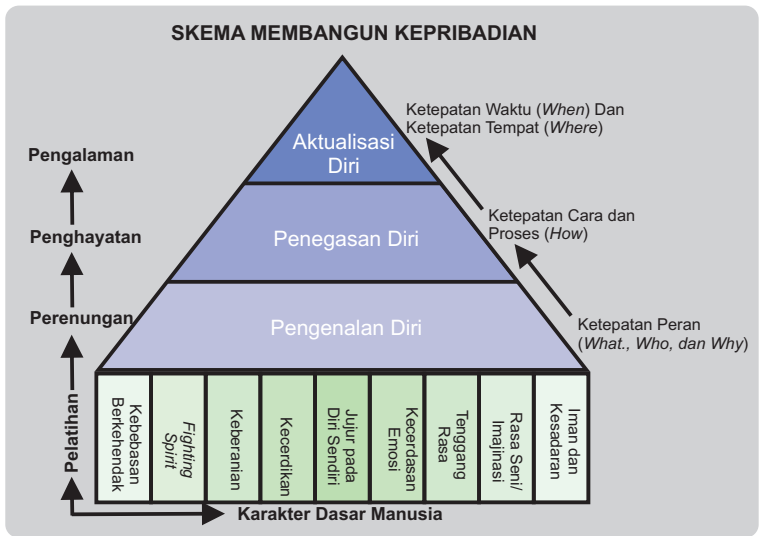 SKEMA MEMBANGUN KEPRIBADIAN
Ketepatan Waktu (When) Dan
Ketepatan Tempat (Where)
Aktualisasi
Diri
Pengalaman
Ketepatan Cara dan
Proses (How)
Penghayatan
Penegasan Diri
Perenungan
Pengenalan Diri
Ketepatan Peran
(What., Who, dan Why)
Pelatihan
Kebebasan
Berkehendak
Fighting
Spirit
Keberanian
Kecerdikan
Jujur pada
Diri Sendiri
Kecerdasan
Emosi
Tenggang
Rasa
Rasa Seni/
Imajinasi
Iman dan
Kesadaran
Karakter Dasar Manusia